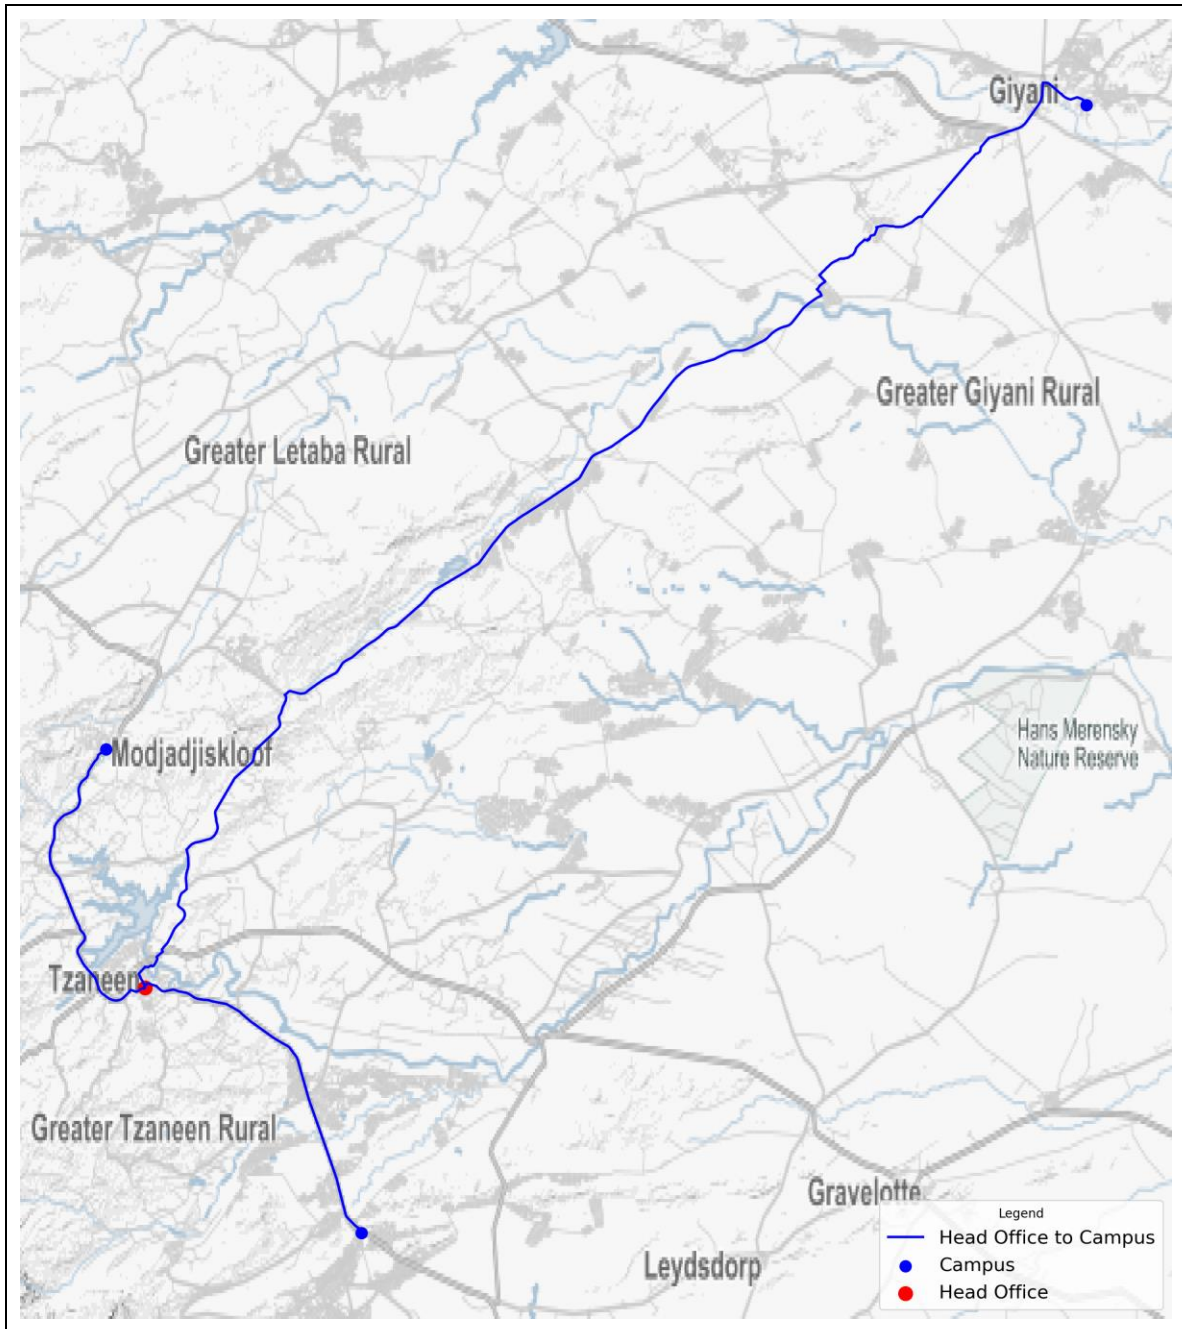 Giyani
Greater Giyani Rural
Greater Letaba Rural
Hans Merensky
Nature Reserve
Modjadjiskloof
Tzaneen
Greater Tzaneen Rural
Gravelotte
Leydsdorp
Legend
Head Office to Campus
Campus
Head Office